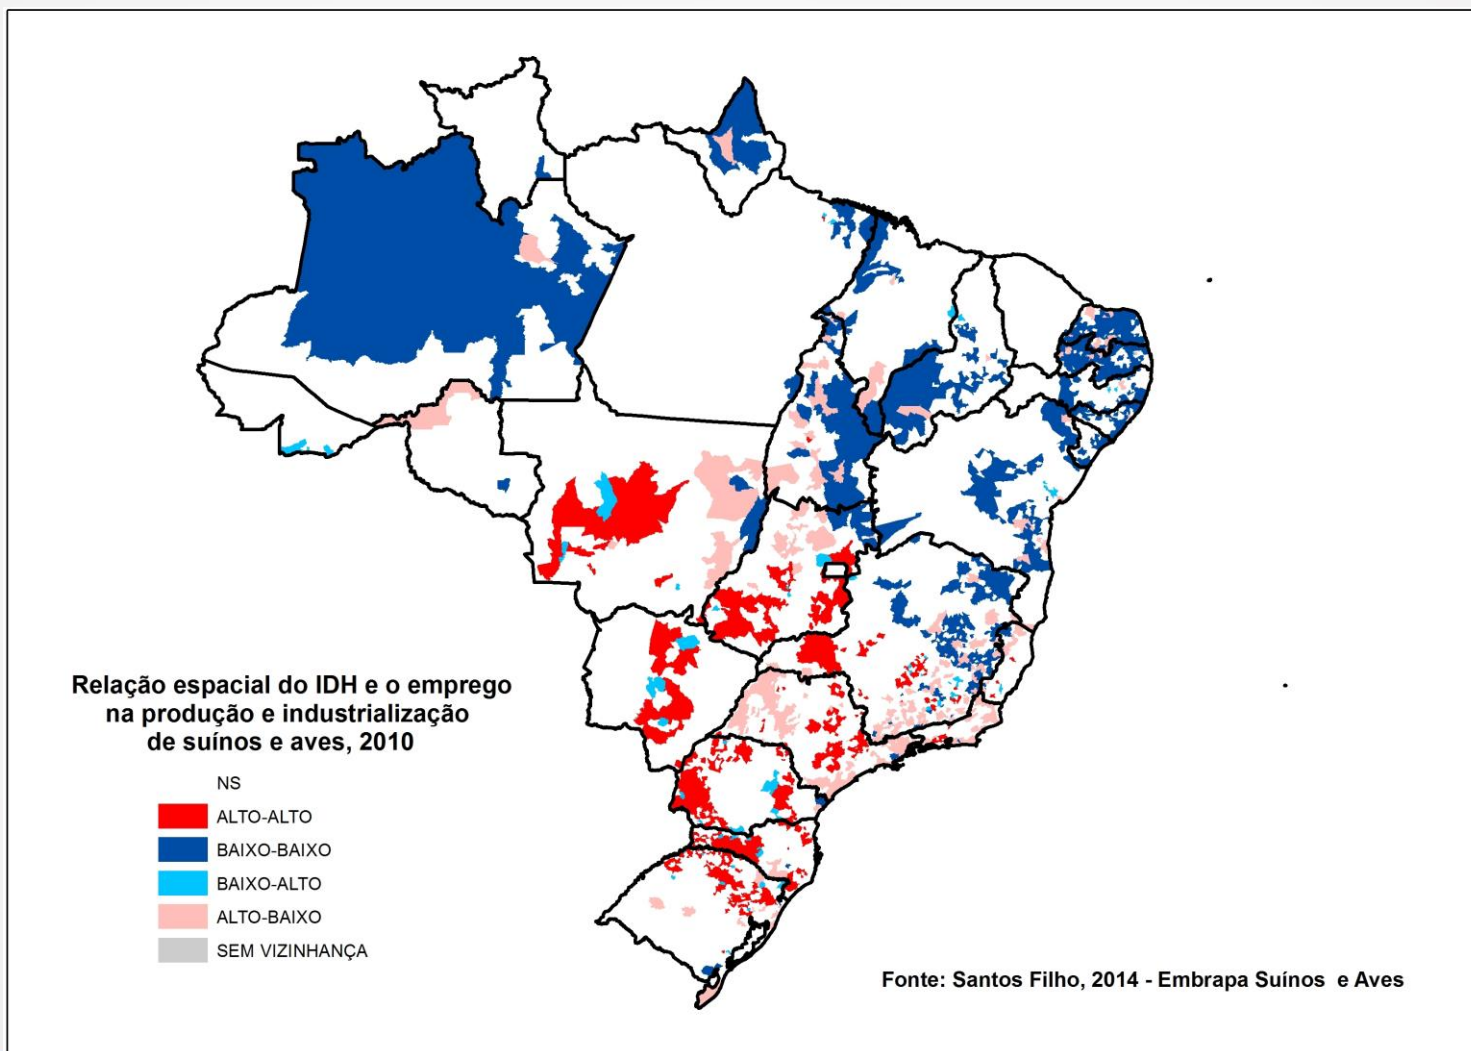 Relação espacial do IDH e o emprego
na produção e industrialização
de suínos e aves, 2010
NS
ALTO-ALTO
BAIXO-BAIXO
BAIXO-ALTO
ALTO-BAIXO
SEM VIZINHANÇA
Fonte: Santos Filho, 2014 - Embrapa Suínos e Aves